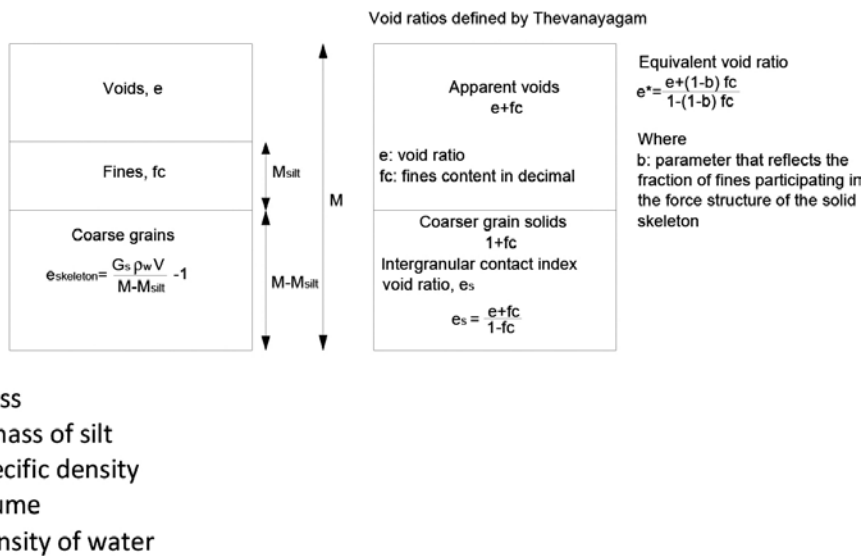 Void ratios defined by Thevanayagam
Voids, e
Fines, fc
Coarse grains
eskeleton= Gs ρw V / M-Msilt -1
Msilt
M-Msilt
M
Apparent voids
e+fc
e: void ratio
fc: fines content in decimal
Coarser grain solids
1+fc
Intergranular contact index
void ratio, es
es = e+fc / 1-fc
Equivalent void ratio
e*= e+(1-b) fc / 1-(1-b) fc
Where
b: parameter that reflects the
fraction of fines participating in
the force structure of the solid
skeleton
ss
nass of silt
ecific density
ume
nsity of water